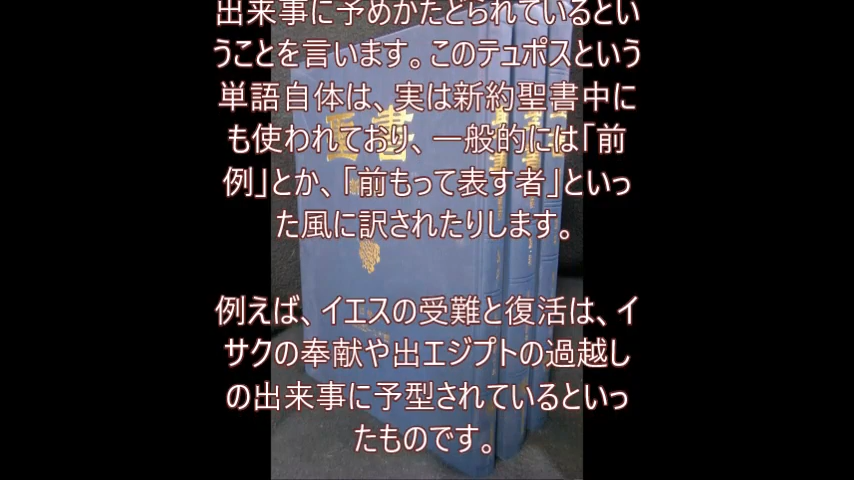 出来事に予めかたどられているとい
うことを言います。このテュポスという
単語自体は、実は新約聖書中に
も使われており、一般的には「前
例」とか、「前もって表す者」といっ
た風に訳されたりします。
例えば、イエスの受難と復活は、イ
サクの奉献や出エジプトの過越し
の出来事に予型されているといっ
たものです。
聖書